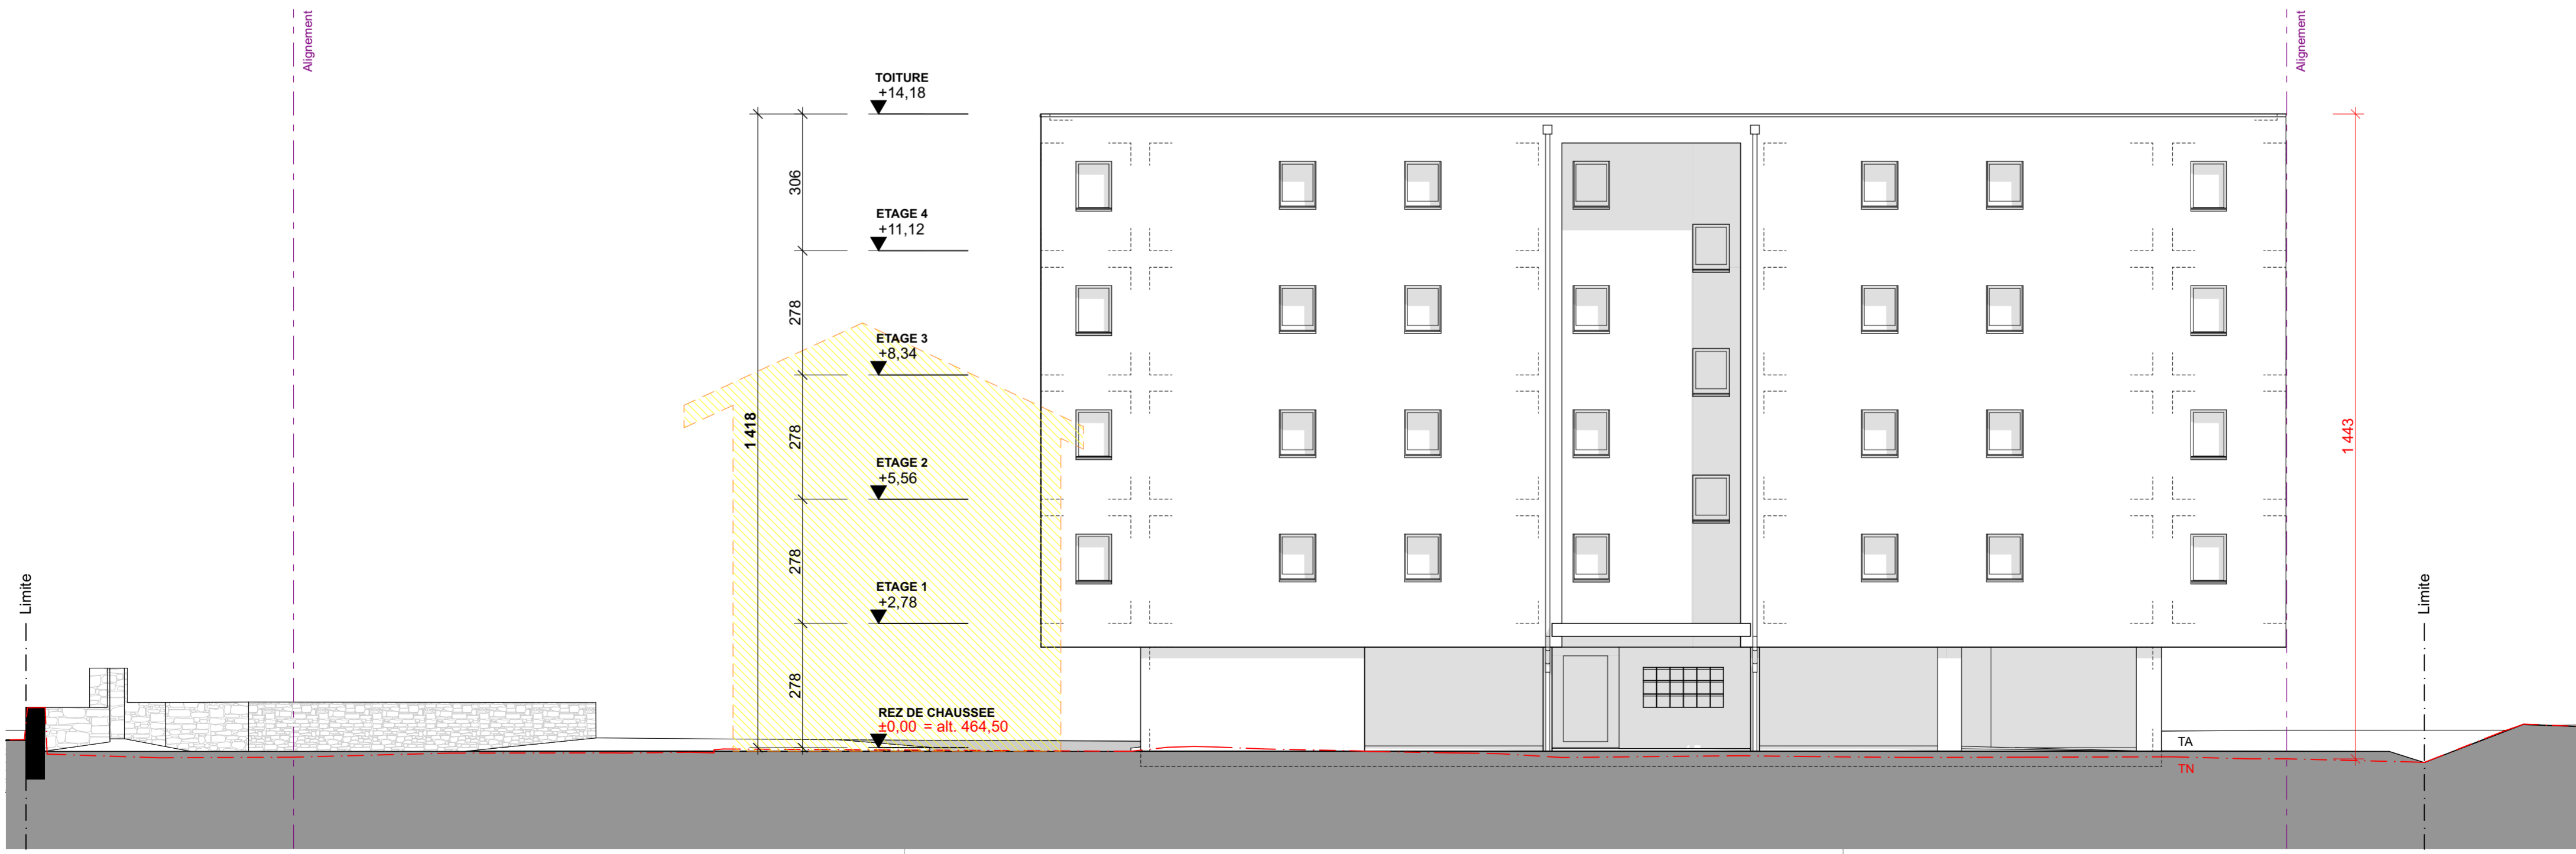 Alignement
Alignement
TOITURE
+14,18
306
ETAGE 4
+11,12
278
ETAGE 3
+8,34
1 418
278
1 443
ETAGE 2
+5,56
278
ETAGE 1
+2,78
Limite
Limite
278
REZ DE CHAUSSEE
±0,00 = alt. 464,50
TA
TN